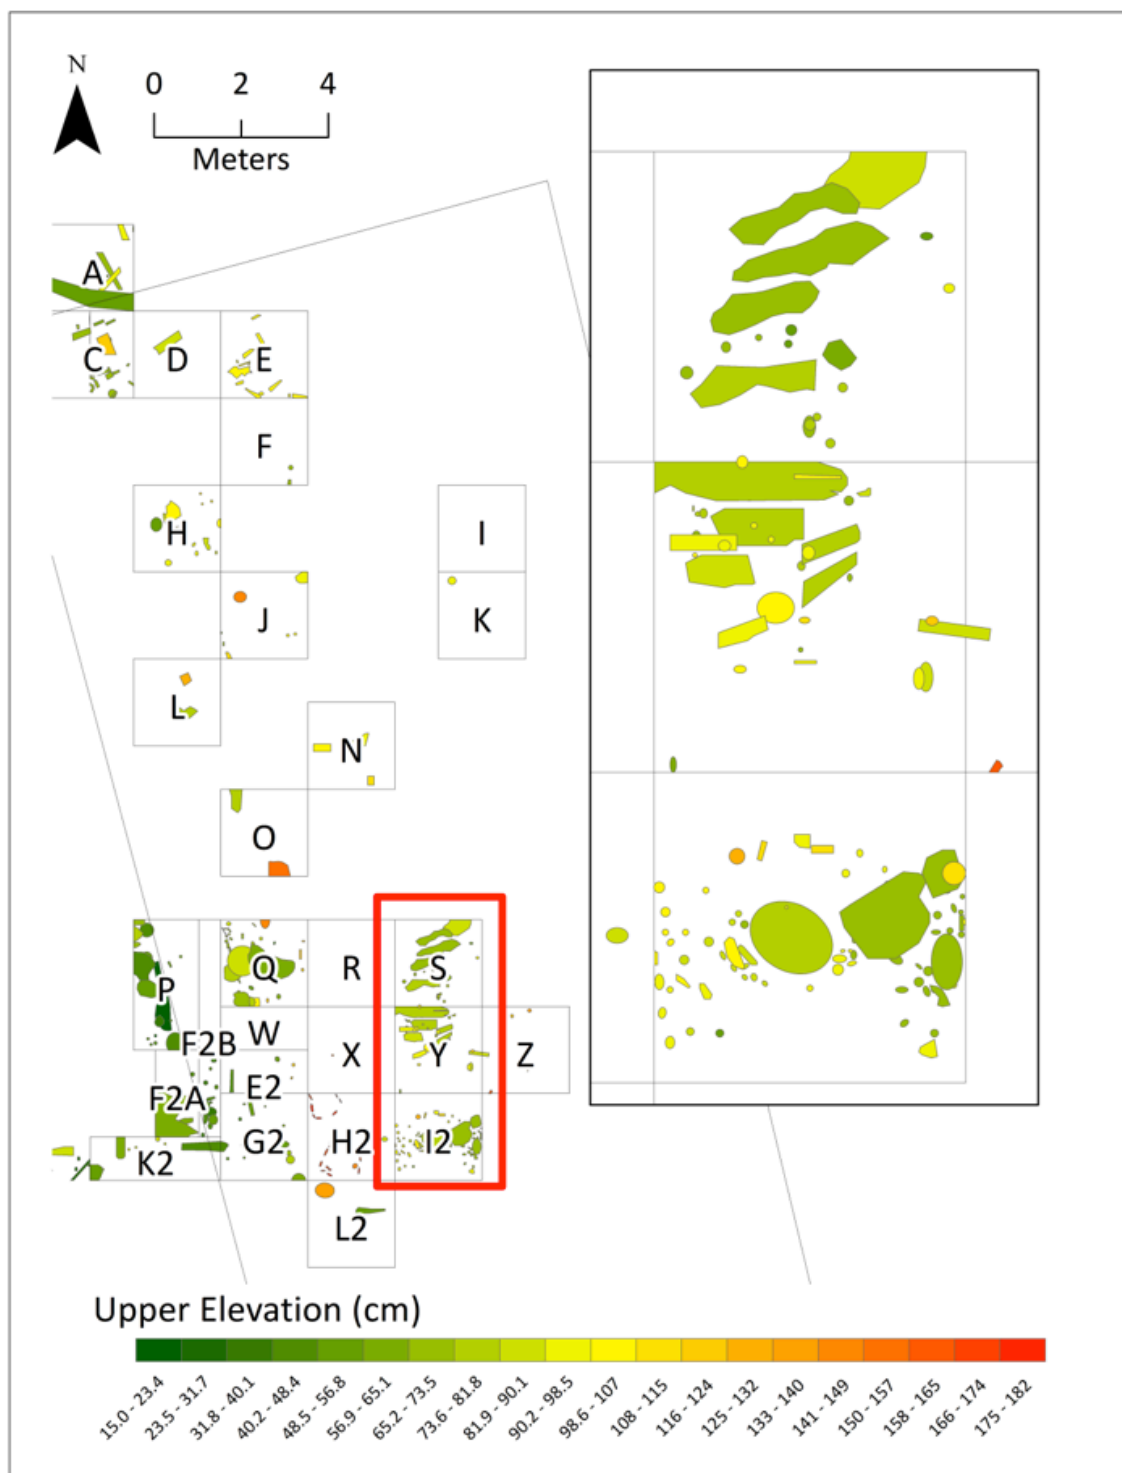 N
0 2 4
Meters
A
C D E
F
H I
J K
L
N
O
P Q R S
F2B W X Y Z
F2A E2
K2 G2 H2 I2
L2
Upper Elevation (cm)
15.0 - 23.4
23.5 - 31.7
31.8 - 40.1
40.2 - 48.4
48.5 - 56.8
56.9 - 65.1
65.2 - 73.5
73.6 - 81.8
81.9 - 90.1
90.2 - 98.5
98.6 - 107
108 - 115
116 - 124
125 - 132
133 - 140
141 - 149
150 - 157
158 - 165
166 - 174
175 - 182